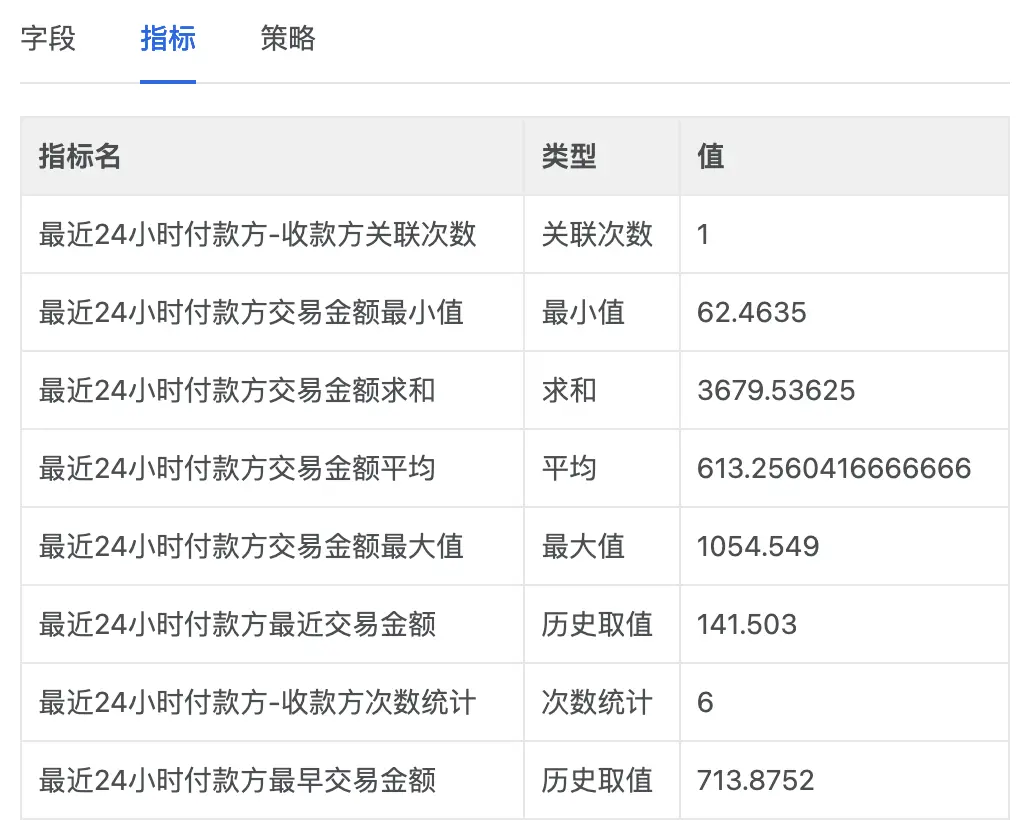 字段 指标 策略
指标名 类型 值
最近24小时付款方-收款方关联次数 关联次数 1
最近24小时付款方交易金额最小值 最小值 62.4635
最近24小时付款方交易金额求和 求和 3679.53625
最近24小时付款方交易金额平均 平均 613.2560416666666
最近24小时付款方交易金额最大值 最大值 1054.549
最近24小时付款方最近交易金额 历史取值 141.503
最近24小时付款方-收款方次数统计 次数统计 6
最近24小时付款方最早交易金额 历史取值 713.8752